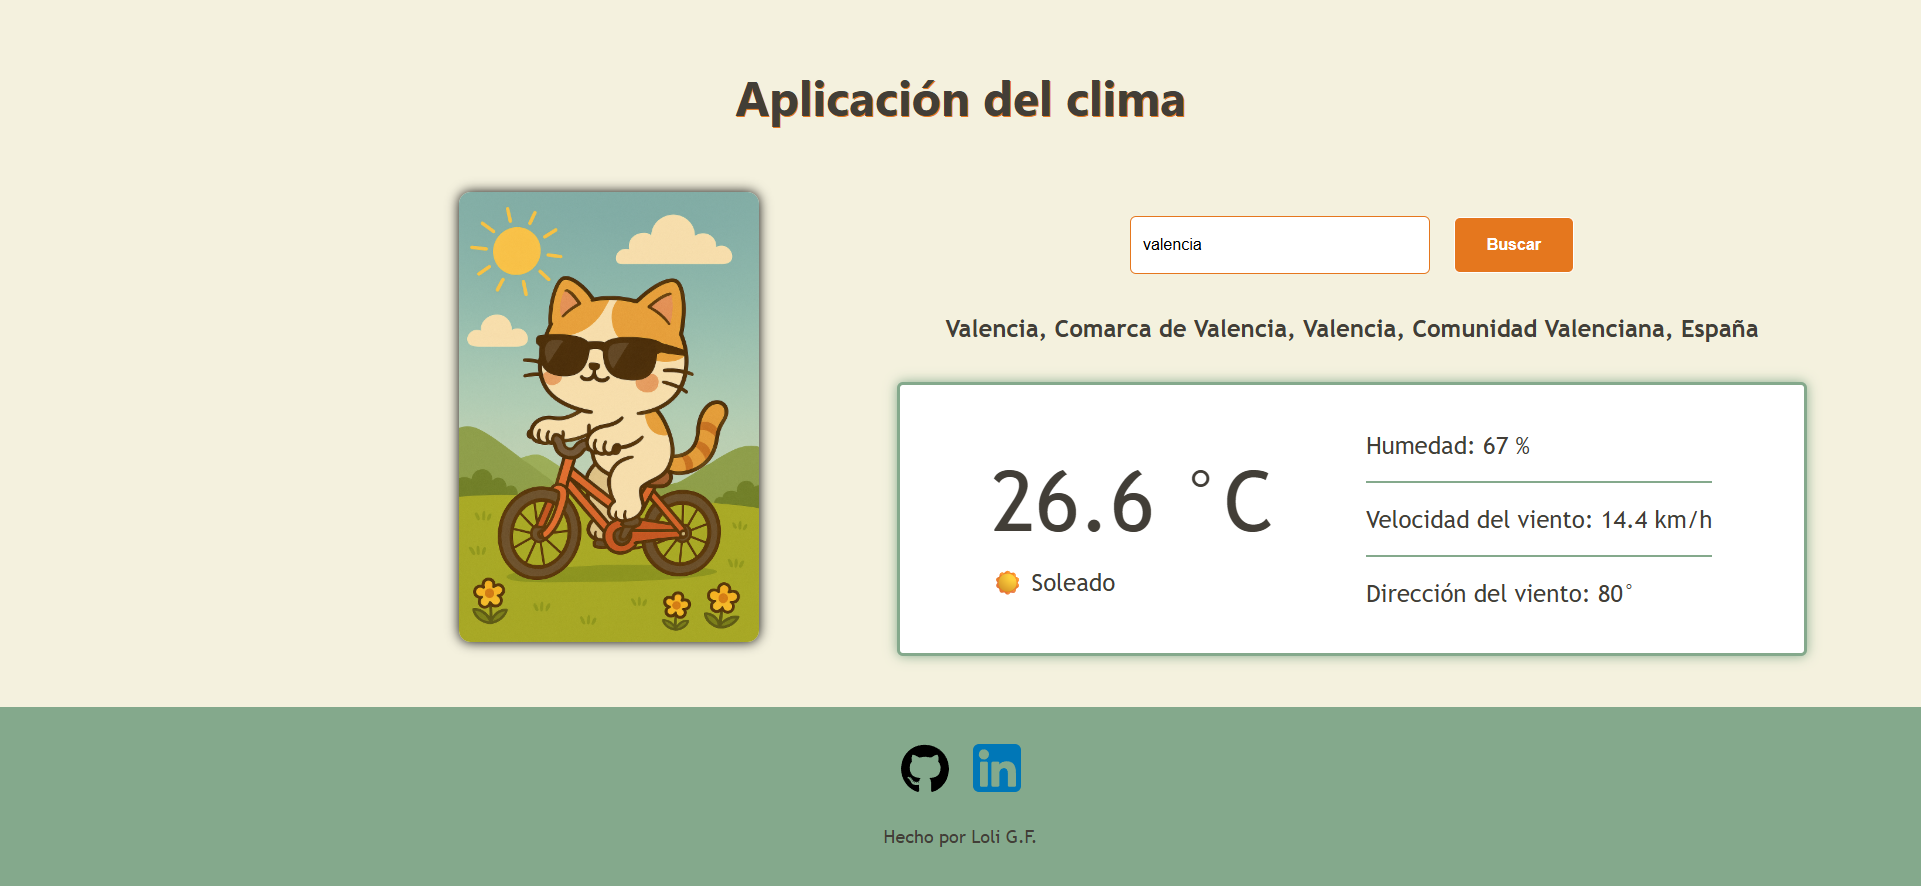 Aplicación del clima
valencia
Buscar
Valencia, Comarca de Valencia, Valencia, Comunidad Valenciana, España
26.6 °C
Soleado
Humedad: 67 %
Velocidad del viento: 14.4 km/h
Dirección del viento: 80°
in
Hecho por Loli G.F.